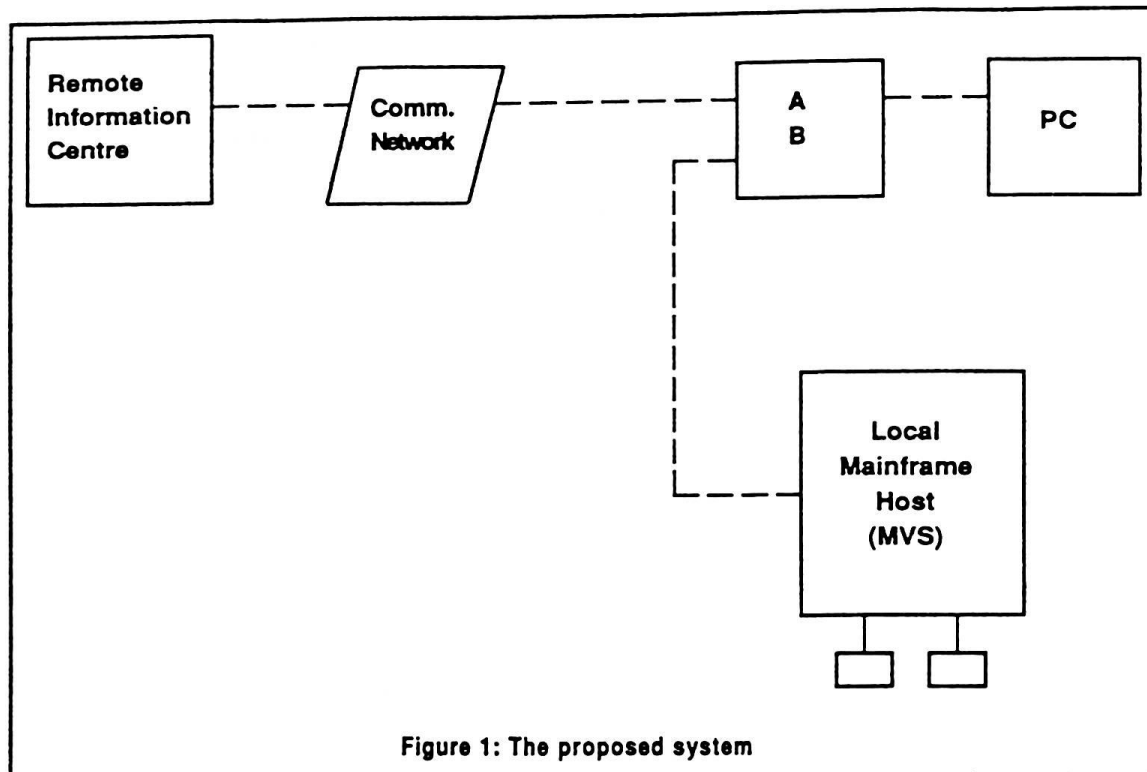 Remote
Information
Centre
Comm.
Network
A
B
PC
Local
Mainframe
Host
(MVS)
Figure 1: The proposed system